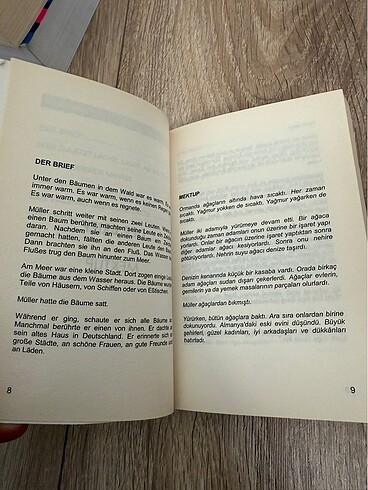 DER BRIEF
Unter den Bäumen in dem Wald war es warm. Es
immer warm. Es war warm, wenn es keinen Regen
war warm, auch wenn es regnete.
Müller schritt weiter mit seinen zwei Leuten. Wenn
einen Baum berührte, machten seine Leute ein Ze
daran. Nachdem sie an einen Baum ein Ze
gemacht hatten, fällten die anderen Leute den B
Dann brachten sie ihn an den Fluß. Das Wasser
Flußes trug den Baum hinunter zum Meer.
Am Meer war eine kleine Stadt. Dort zogen einige
die Bäume aus dem Wasser heraus. Die Bäume wurde
Teile von Häusern, von Schiffen oder von Eßtischen.
Müller hatte die Bäume satt.
Während er ging, schaute er sich alle Bäume
Manchmal berührte er einen von ihnen. Er dachte
sein altes Haus in Deutschland. Er erinnerte sich
große Städte, an schöne Frauen, an gute Freunde
an Läden.
8
MEKTUP
Ormanda ağaçların altında hava sıcaktı. Her zaman
sıcaktı. Yağmur yokken de sıcaktı. Yağmur yağarken de
sıcaktı.
Müller iki adamıyla yürümeye devam etti. Bir ağaca
dokunduğu zaman adamları onun üzerine bir işaret yapı
yorlardı. Onlar bir ağacın üzerine işaret yaptıktan sonra
diğer adamlar ağacı kesiyorlardı. Sonra onu nehire
götürüyorlardı. Nehrin suyu ağacı denize taşırdı.
Denizin kenarında küçük bir kasaba vardı. Orada birkaç
adam ağaçları sudan dışarı çekerlerdi. Ağaçlar evlerin,
gemilerin ya da yemek masalarının parçaları olurlardı.
Müller ağaçlardan bıkmıştı.
Yürürken, bütün ağaçlara baktı. Ara sıra onlardan birine
dokunuyordu. Almanya'daki eski evini düşündü. Büyük
şehirleri, güzel kadınları, iyi arkadaşları ve dükkânları
hatırladı.
9